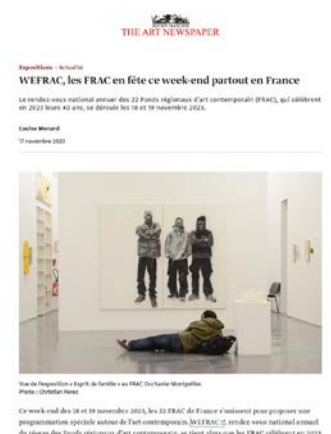 THE ART NEWSPAPER
Expositions - Actualité
WEFRAC, les FRAC en fête ce week-end partout en France
Le rendez-vous national annuel des 22 Fonds régionaux d'art contemporain (FRAC), qui célèbrent
en 2023 leurs 40 ans, se déroule les 18 et 19 novembre 2023.
Louise Menard
17 novembre 2023
Vue de l'exposition « Esprit de famille » au FRAC Occitanie-Montpellier.
Photo : Christian Perez
Ce week-end des 18 et 19 novembre 2023, les 22 FRAC de France s'unissent pour proposer une
programmation spéciale autour de l'art contemporain. WEFRAC, rendez-vous national annuel